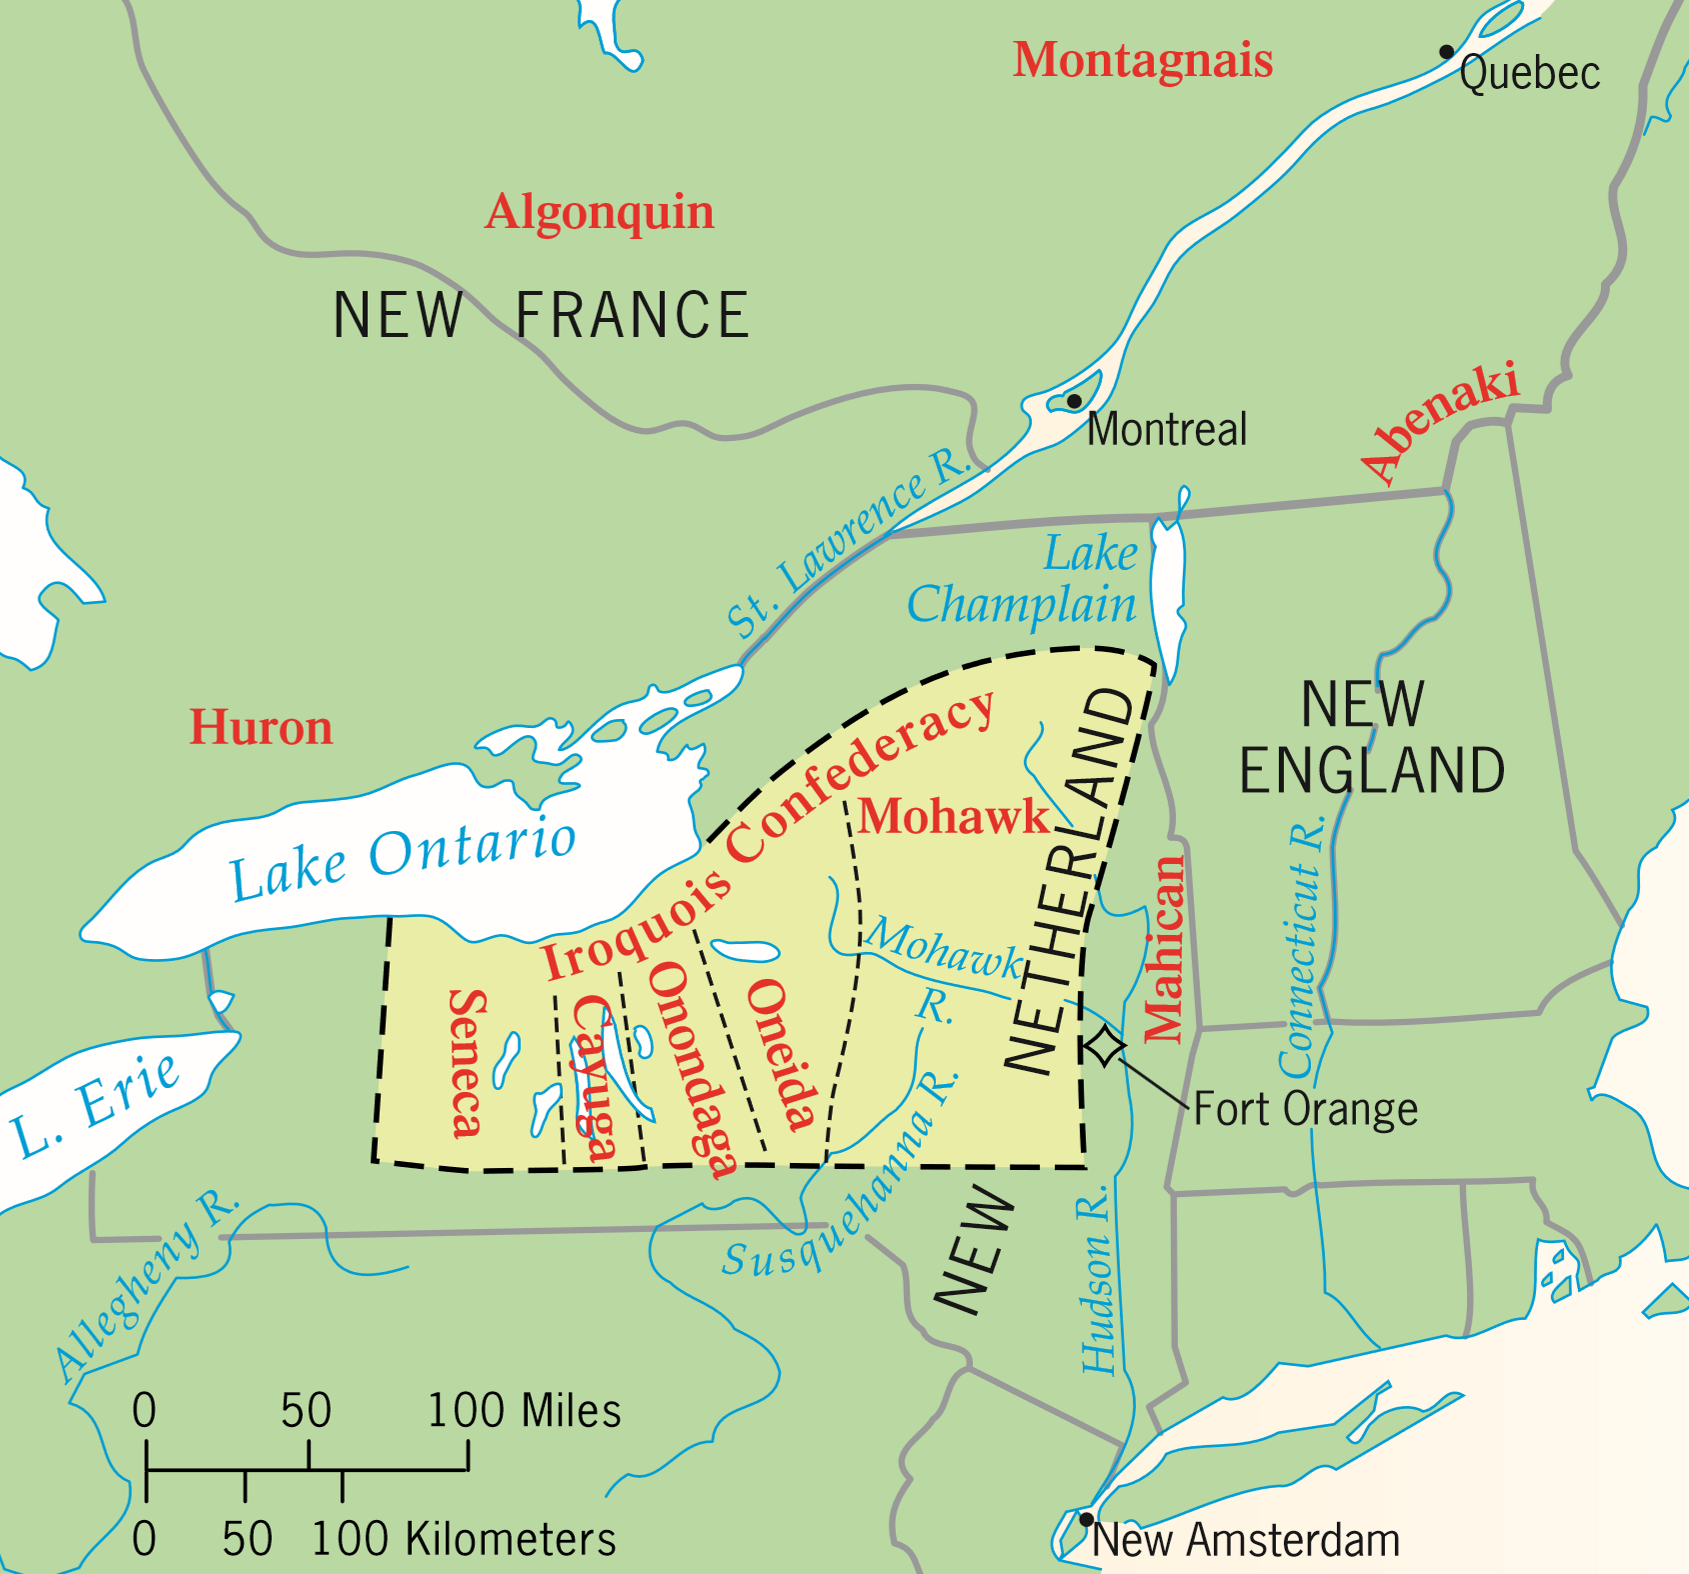 Montagnais
Quebec
Algonquin
NEW FRANCE
Abenaki
Montreal
St. Lawrence R.
Lake
Champlain
Huron
NEW
ENGLAND
Iroquois Confederacy
Mohawk
Lake Ontario
NEW NETHERLAND
Mahican
Connecticut R.
Mohawk
R.
Seneca
Cayuga
Onondaga
Oneida
L. Erie
Fort Orange
Susquehanna R.
Allegheny R.
Hudson R.
0 50 100 Miles
0 50 100 Kilometers
New Amsterdam